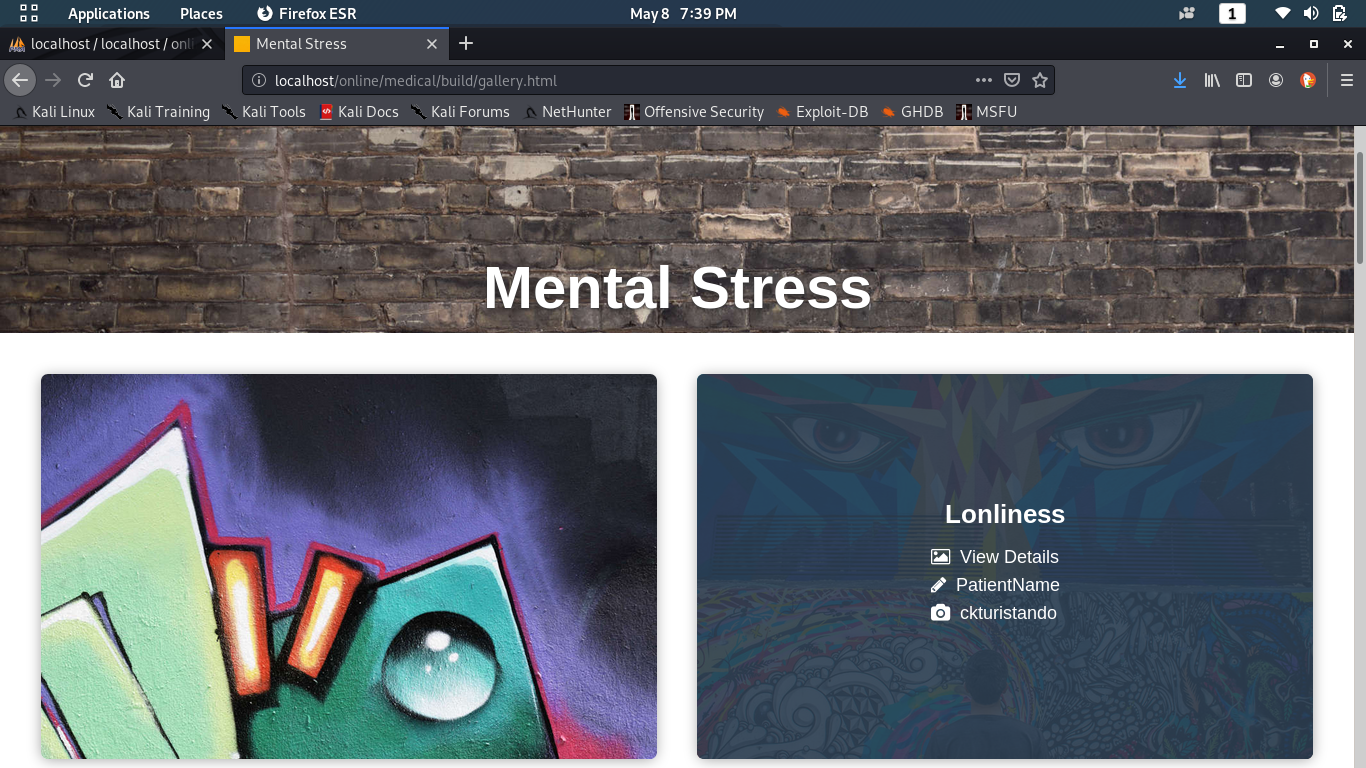 Applications Places Firefox ESR May 8 7:39 PM 1
localhost / localhost / onli Mental Stress
localhost/online/medical/build/gallery.html
Kali Linux Kali Training Kali Tools Kali Docs Kali Forums NetHunter Offensive Security Exploit-DB GHDB MSFU
Mental Stress
Lonliness
View Details
PatientName
ckturistando